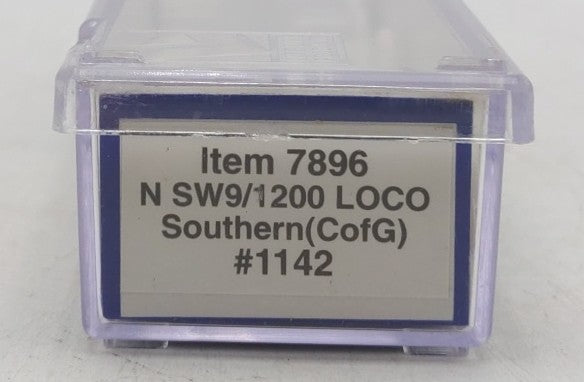 Item 7896
N SW9/1200 LOCO
Southern(CofG)
#1142